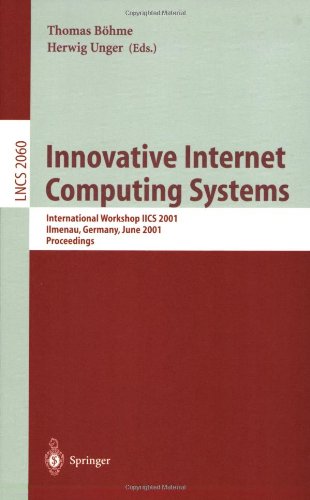 Thomas Böhme
Herwig Unger (Eds.)
LNCS 2060
Innovative Internet
Computing Systems
International Workshop IICS 2001
Ilmenau, Germany, June 2001
Proceedings
Springer